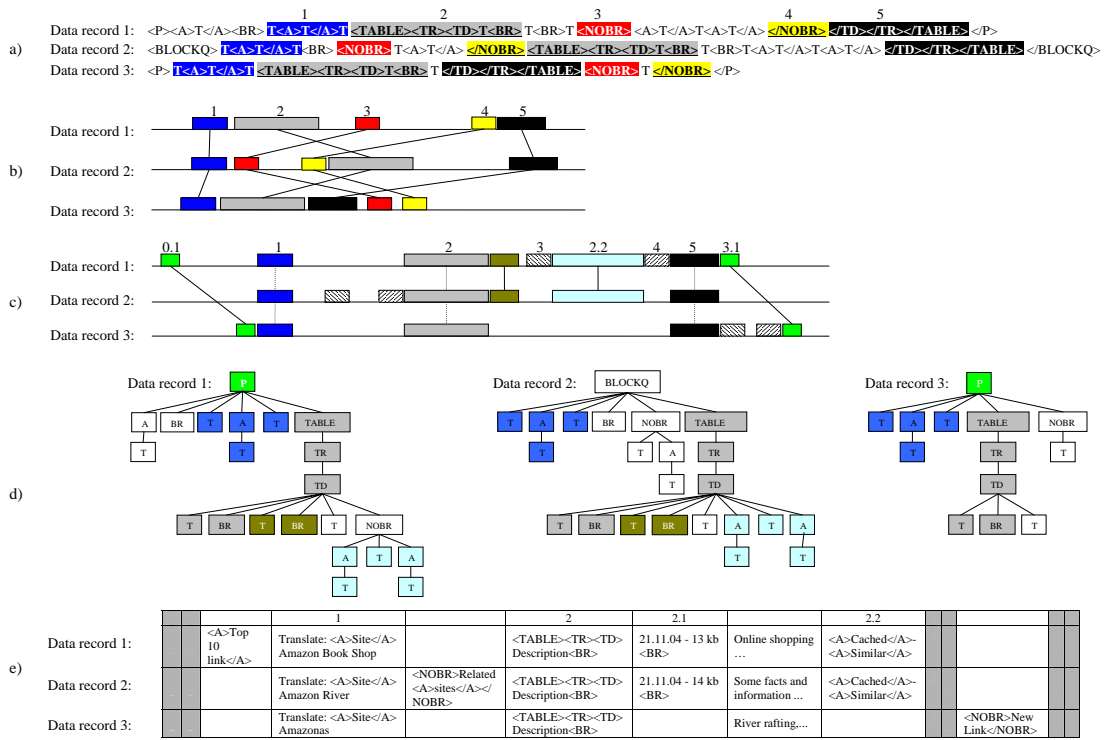 1 2 3 4 5
a)
Data record 1: <P><A>T</A><BR> T<A>T</A>T <TABLE><TR><TD>T<BR> T<BR>T <NOBR> <A>T</A>T<A>T</A> </NOBR> </TD></TR></TABLE> </P>
Data record 2: <BLOCKQ> T<A>T</A>T <BR> <NOBR> T<A>T</A> </NOBR> <TABLE><TR><TD>T<BR> T<BR>T<A>T</A>T<A>T</A> </TD></TR></TABLE> </BLOCKQ>
Data record 3: <P> T<A>T</A>T <TABLE><TR><TD>T<BR> T </TD></TR></TABLE> <NOBR> T </NOBR> </P>
b)
1 2 3 4 5
Data record 1:
Data record 2:
Data record 3:
c)
0.1 1 2 3 2.2 4 5 3.1
Data record 1:
Data record 2:
Data record 3:
d)
Data record 1: P Data record 2: BLOCKQ Data record 3: P
A BR T A T TABLE T A T BR NOBR TABLE T A T TABLE NOBR
T T TR T T A TR T TR T
TD T TD TD
T BR T BR T NOBR T BR T BR T A T A T BR T
A T A T T
T T
e)
1 2 2.1 2.2
Data record 1:
<A>Top 10 link</A>
Translate: <A>Site</A> Amazon Book Shop
<TABLE><TR><TD> Description<BR>
21.11.04 - 13 kb <BR>
Online shopping ...
<A>Cached</A>- <A>Similar</A>
Data record 2:
Translate: <A>Site</A> Amazon River
<NOBR>Related <A>sites</A></ NOBR>
<TABLE><TR><TD> Description<BR>
21.11.04 - 14 kb <BR>
Some facts and information ...
<A>Cached</A>- <A>Similar</A>
Data record 3:
Translate: <A>Site</A> Amazonas
<TABLE><TR><TD> Description<BR>
River rafting,...
<NOBR>New Link</NOBR>